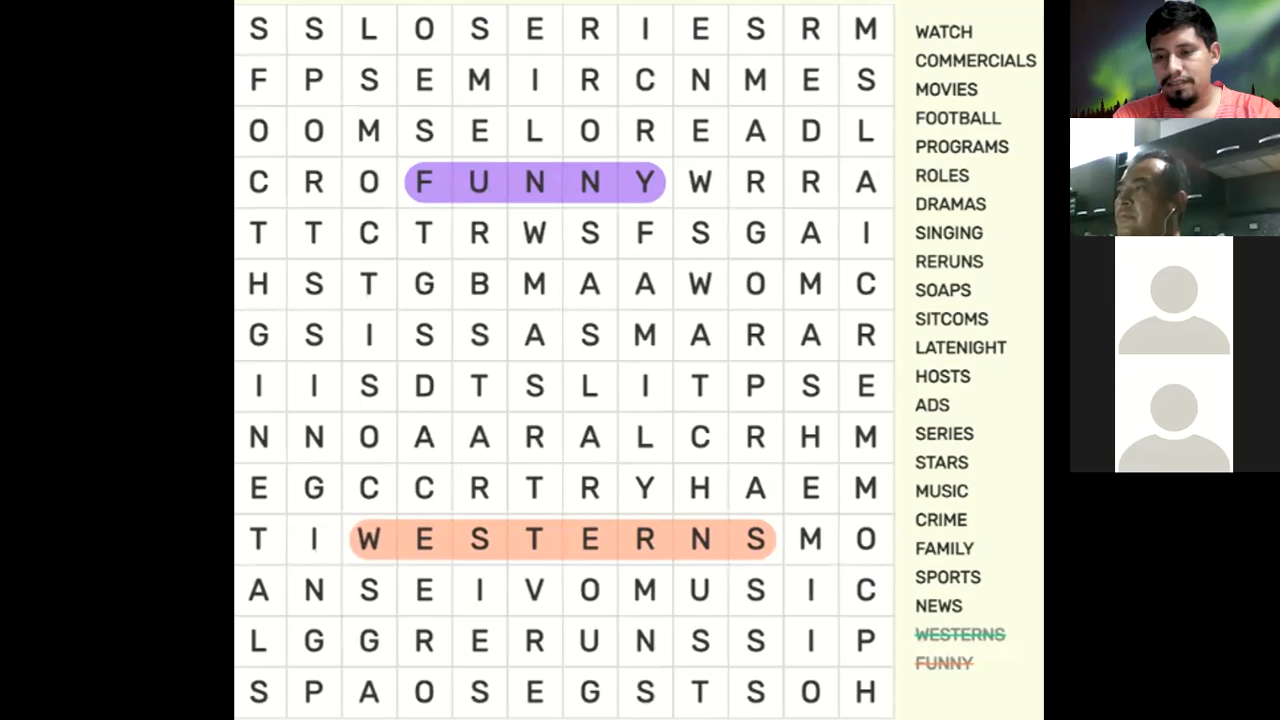 S S L O S E R I E S R M
F P S E M I R C N M E S
O O M S E L O R E A D L
C R O F U N N Y W R R A
T T C T R W S F S G A I
H S T G B M A A W O M C
G S I S S A S M A R A R
I I S D T S L I T P S E
N N O A A R A L C R H M
E G C C R T R Y H A E M
T I W E S T E R N S M O
A N S E I V O M U S I C
L G G R E R U N S S I P
S P A O S E G S T S O H
WATCH
COMMERCIALS
MOVIES
FOOTBALL
PROGRAMS
ROLES
DRAMAS
SINGING
RERUNS
SOAPS
SITCOMS
LATENIGHT
HOSTS
ADS
SERIES
STARS
MUSIC
CRIME
FAMILY
SPORTS
NEWS
WESTERNS
FUNNY